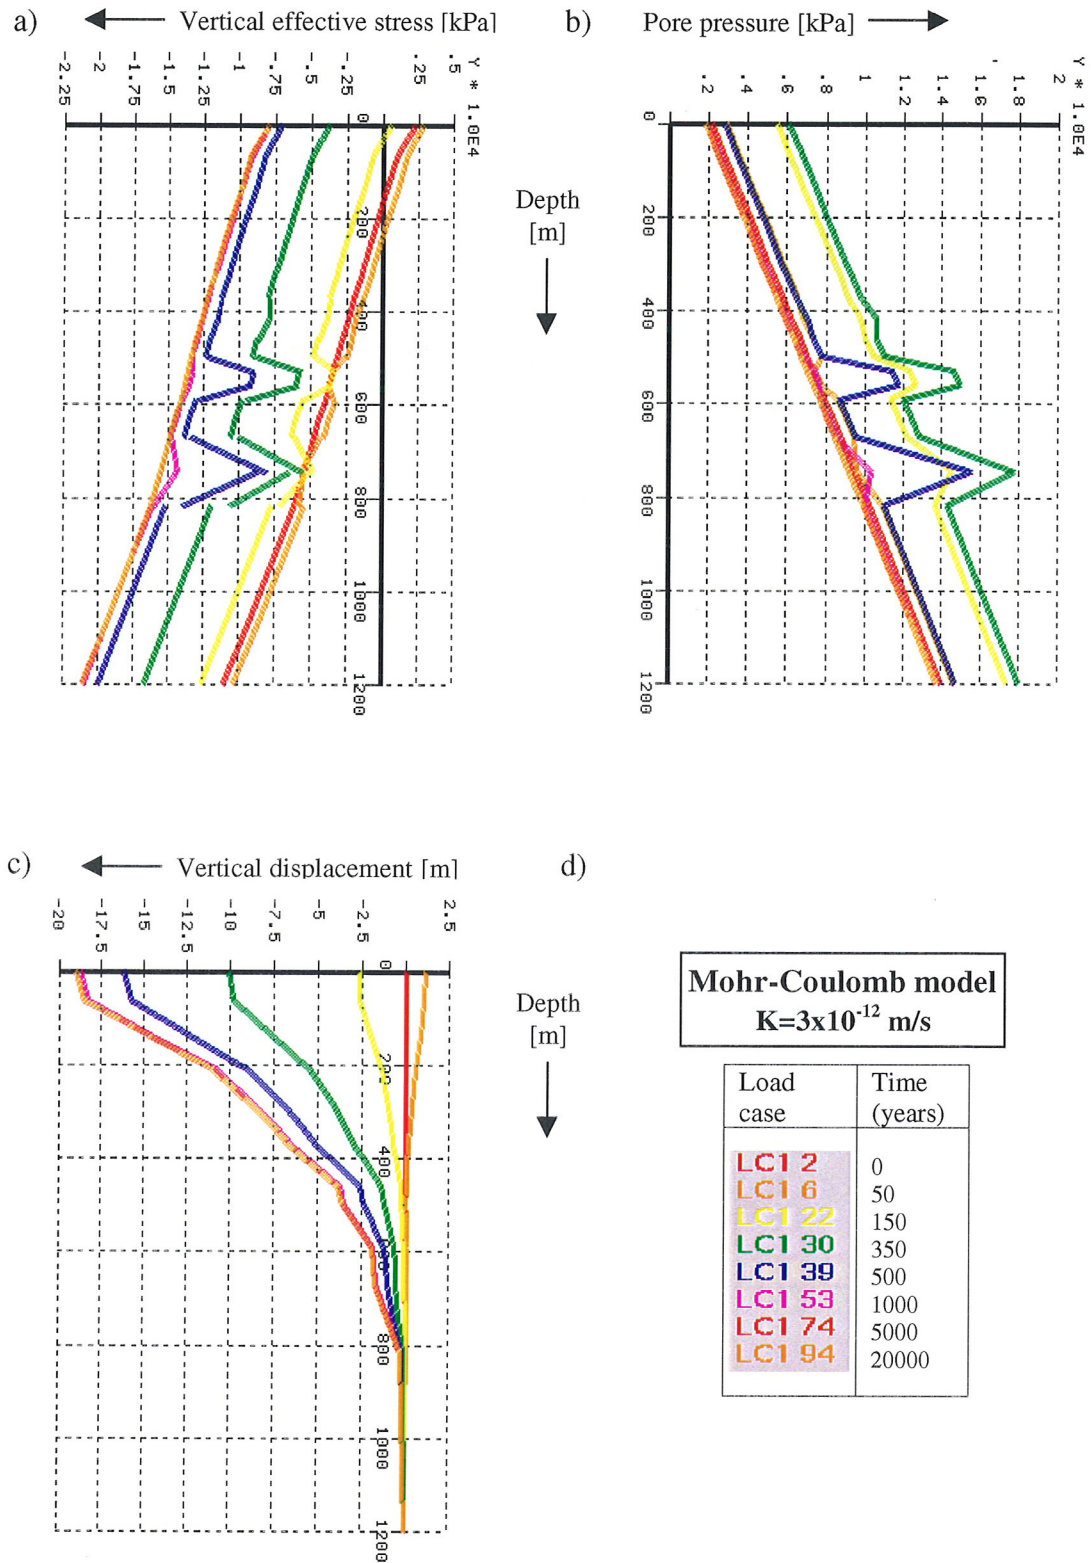 a)
Vertical effective stress [kPa]
-2.25
-2
-1.75
-1.5
-1.25
-1
-.75
-.5
-.25
.25
.5
Y * 1.0E4
0
200
400
600
800
1000
1200
Depth
[m]
b)
Pore pressure [kPa]
.2
.4
.6
.8
1
1.2
1.4
1.6
1.8
2
Y * 1.0E4
0
200
400
600
800
1000
1200
c)
Vertical displacement [m]
-20
-17.5
-15
-12.5
-10
-7.5
-5
-2.5
2.5
0
200
400
600
800
1000
1200
Depth
[m]
d)
Mohr-Coulomb model
K=3x10⁻¹² m/s
Load case
Time (years)
LC1 2 0
LC1 6 50
LC1 22 150
LC1 30 350
LC1 39 500
LC1 53 1000
LC1 74 5000
LC1 94 20000